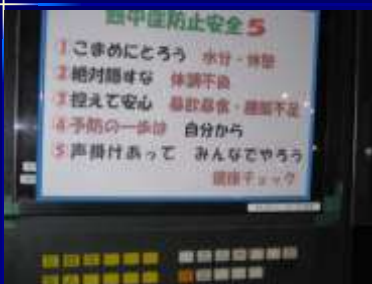 熱中症防止安全5
1 こまめにとろう 水分・休憩
2 絶対隠すな 体調不良
3 控えて安心 暴飲暴食・睡眠不足
4 予防の一歩は 自分から
5 声掛けあって みんなでやろう
健康チェック